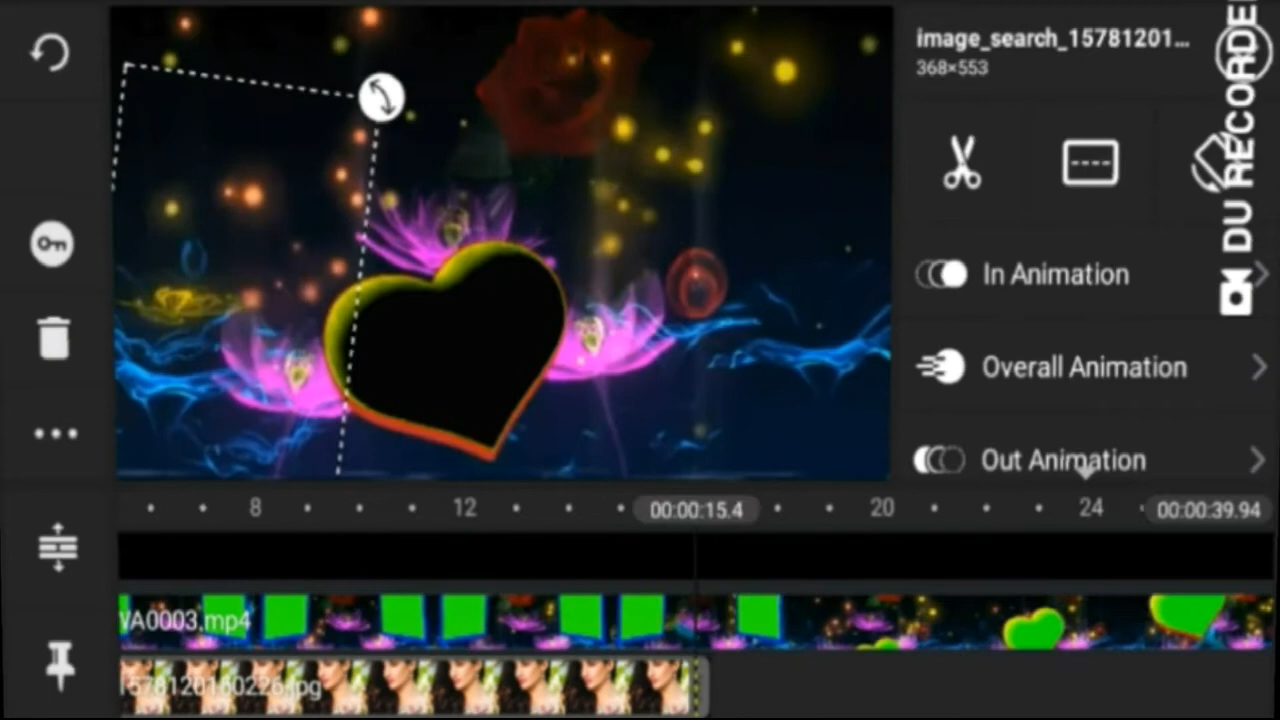 image_search_15781201...
368×553
DU RECORDE
In Animation
Overall Animation
Out Animation
8
12
00:00:15.4
20
24
00:00:39.94
VA0003.mp4
1578120160226.jpg